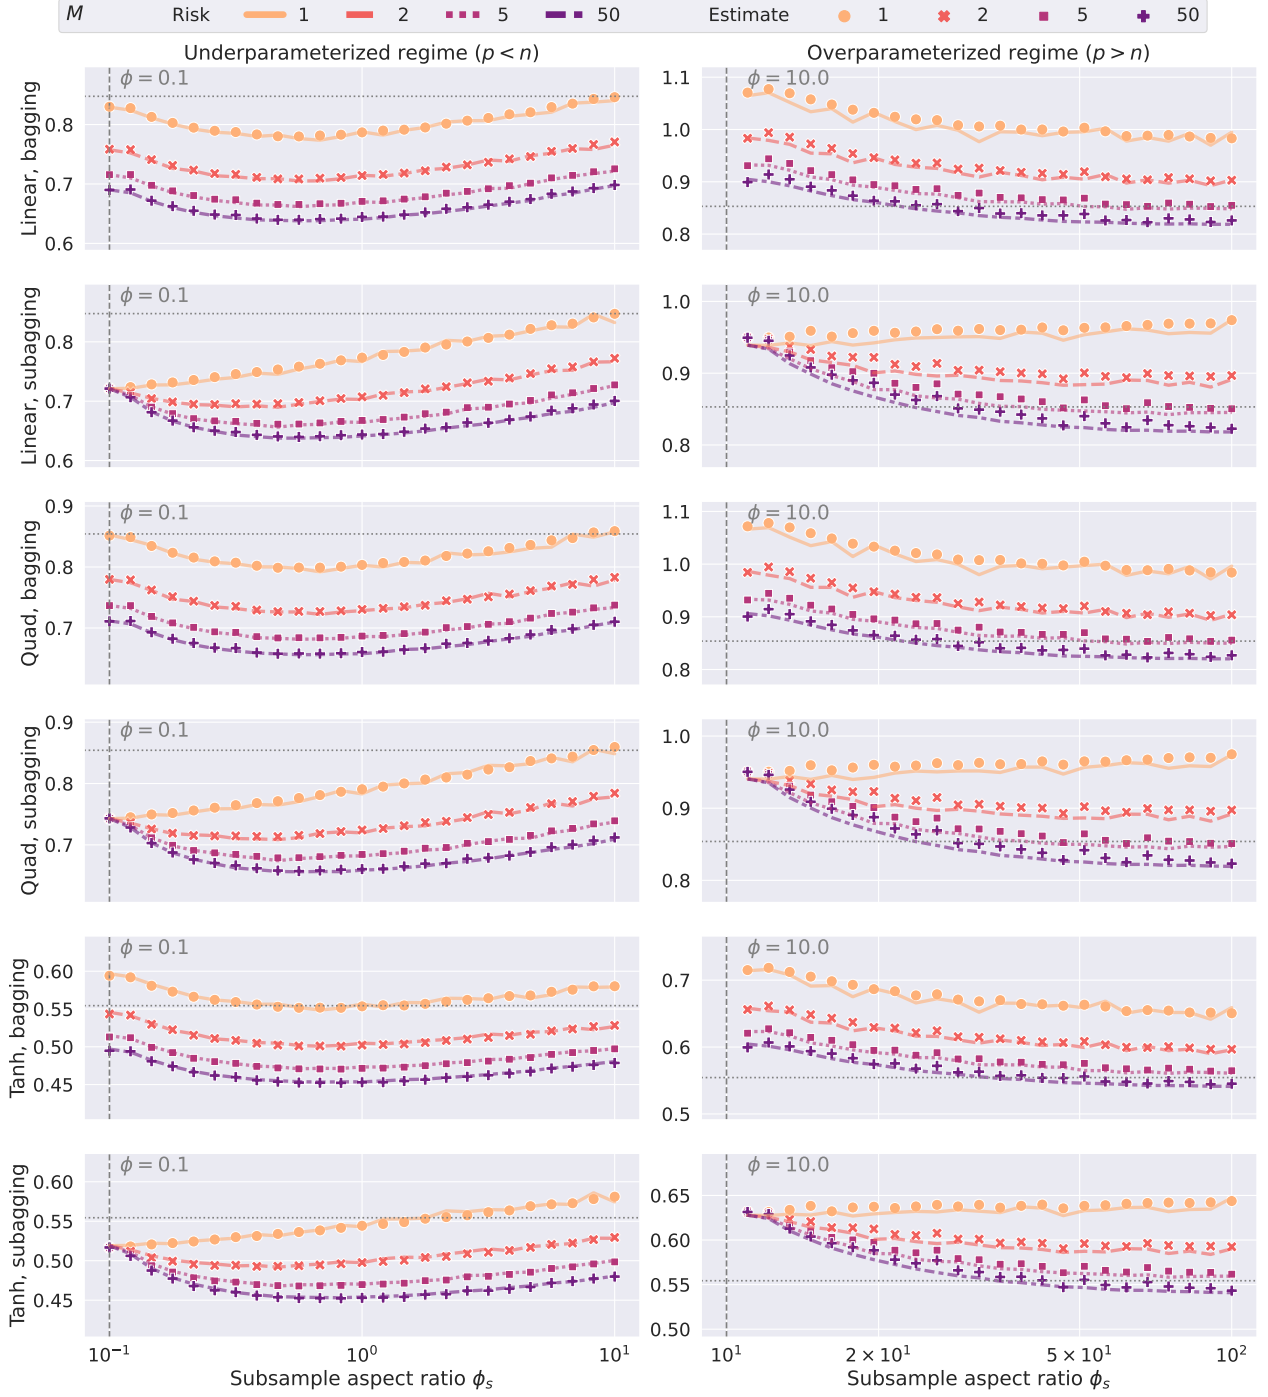 M Risk 1 2 5 50 Estimate 1 2 5 50
Underparameterized regime (p < n)
Overparameterized regime (p > n)
Linear, bagging
ϕ = 0.1
0.8
0.7
0.6
ϕ = 10.0
1.1
1.0
0.9
0.8
Linear, subagging
ϕ = 0.1
0.8
0.7
0.6
ϕ = 10.0
1.0
0.9
0.8
Quad, bagging
ϕ = 0.1
0.9
0.8
0.7
ϕ = 10.0
1.1
1.0
0.9
0.8
Quad, subagging
ϕ = 0.1
0.9
0.8
0.7
ϕ = 10.0
1.0
0.9
0.8
Tanh, bagging
ϕ = 0.1
0.60
0.55
0.50
0.45
ϕ = 10.0
0.7
0.6
0.5
Tanh, subagging
ϕ = 0.1
0.60
0.55
0.50
0.45
ϕ = 10.0
0.65
0.60
0.55
0.50
10⁻¹ 10⁰ 10¹
10¹ 2 × 10¹ 5 × 10¹ 10²
Subsample aspect ratio ϕₛ
Subsample aspect ratio ϕₛ